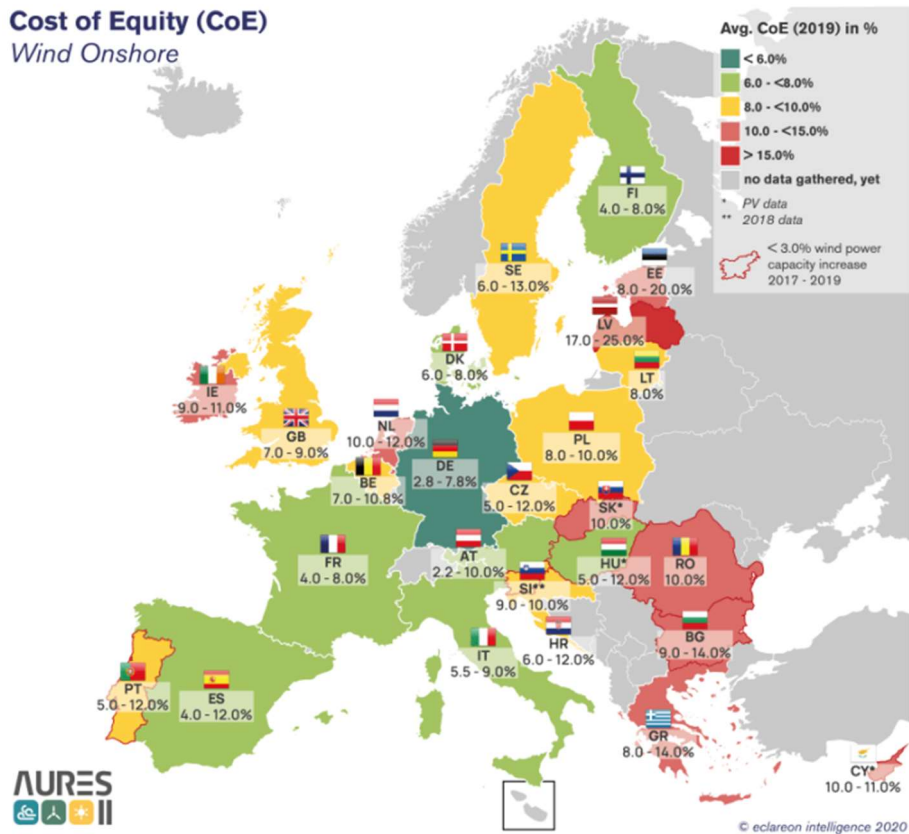 Cost of Equity (CoE)
Wind Onshore
Avg. CoE (2019) in %
< 6.0%
6.0 - <8.0%
8.0 - <10.0%
10.0 - <15.0%
> 15.0%
no data gathered, yet
* PV data
** 2018 data
< 3.0% wind power
capacity increase
2017 - 2019
FI
4.0 - 8.0%
SE
6.0 - 13.0%
EE
8.0 - 20.0%
LV
17.0 - 25.0%
LT
8.0%
DK
6.0 - 8.0%
IE
9.0 - 11.0%
GB
7.0 - 9.0%
NL
10.0 - 12.0%
DE
2.8 - 7.8%
PL
8.0 - 10.0%
BE
7.0 - 10.8%
CZ
5.0 - 12.0%
SK*
10.0%
FR
4.0 - 8.0%
AT
2.2 - 10.0%
HU*
5.0 - 12.0%
RO
10.0%
SI**
9.0 - 10.0%
HR
6.0 - 12.0%
BG
9.0 - 14.0%
IT
5.5 - 9.0%
PT
5.0 - 12.0%
ES
4.0 - 12.0%
GR
8.0 - 14.0%
CY*
10.0 - 11.0%
AURES
II
© eclareon intelligence 2020